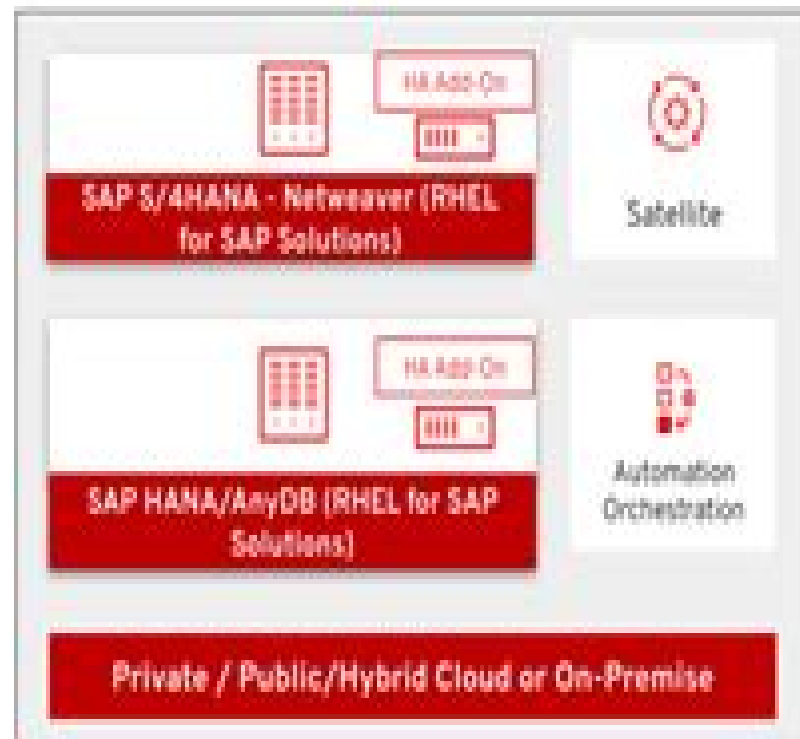 HA Add-On
SAP S/4HANA - Netweaver (RHEL
for SAP Solutions)
Satellite
HA Add-On
SAP HANA/AnyDB (RHEL for SAP
Solutions)
Automation
Orchestration
Private / Public/Hybrid Cloud or On-Premise